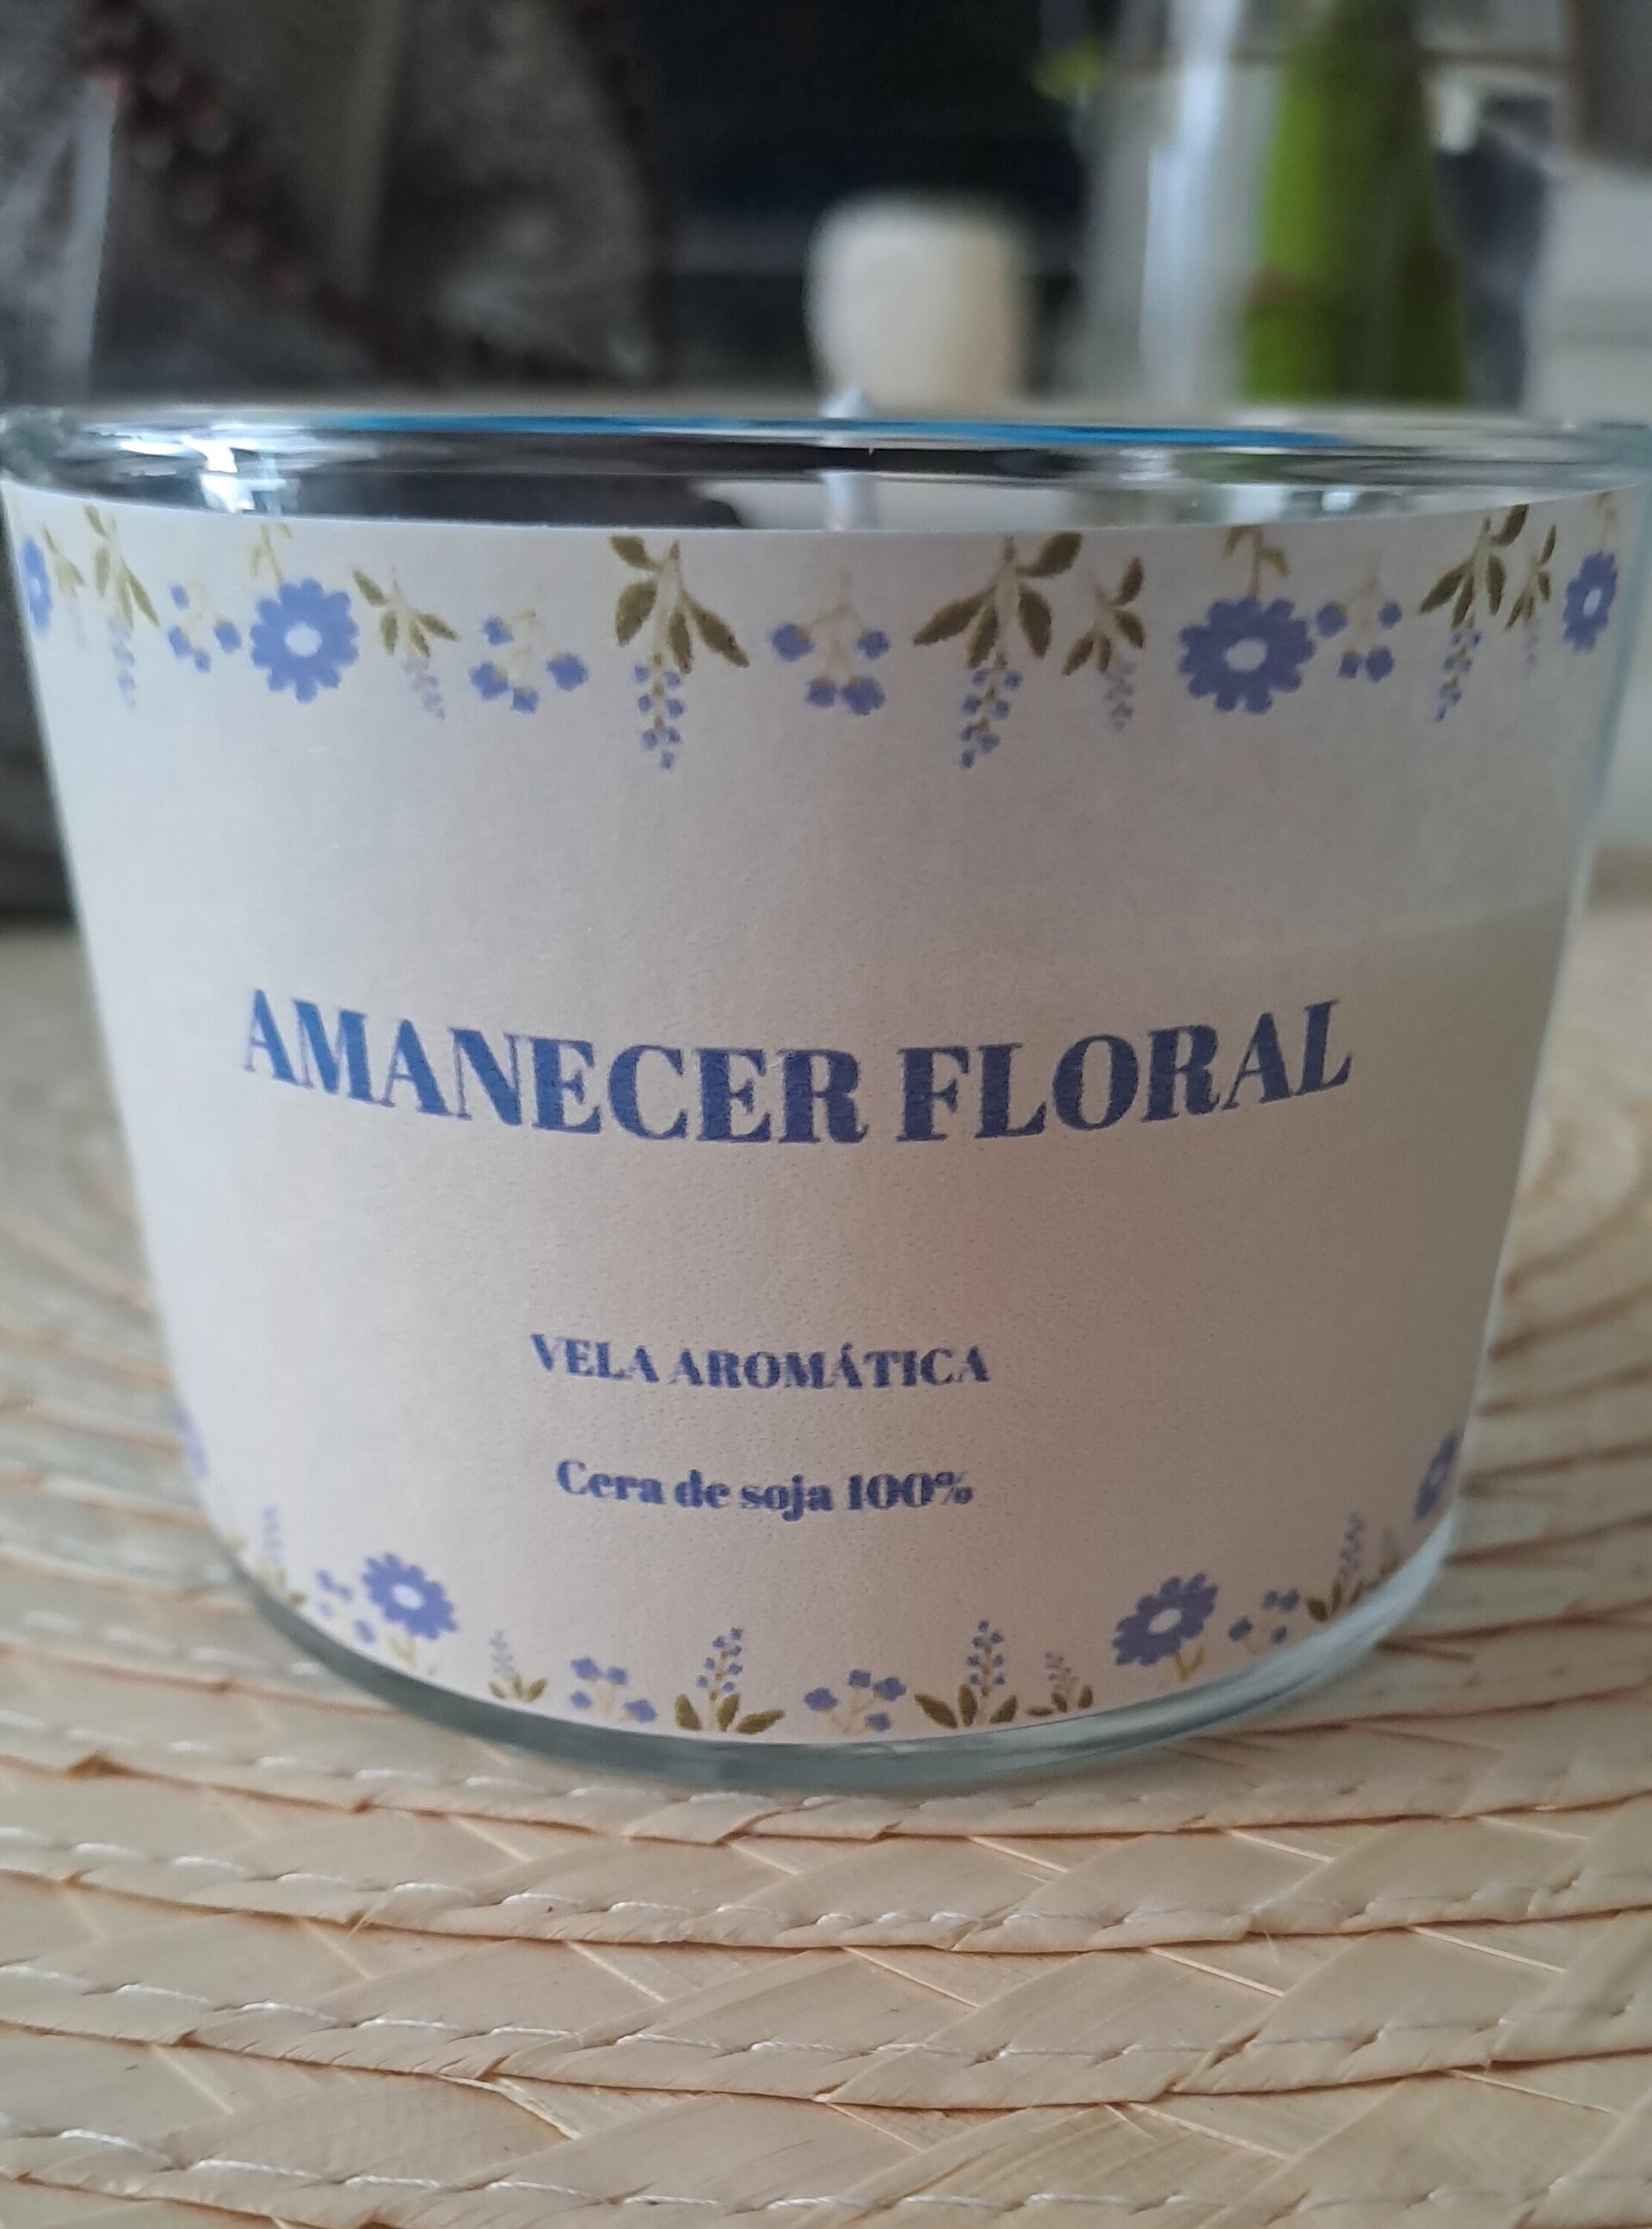 AMANECER FLORAL
VELA AROMÁTICA
Cera de soja 100%